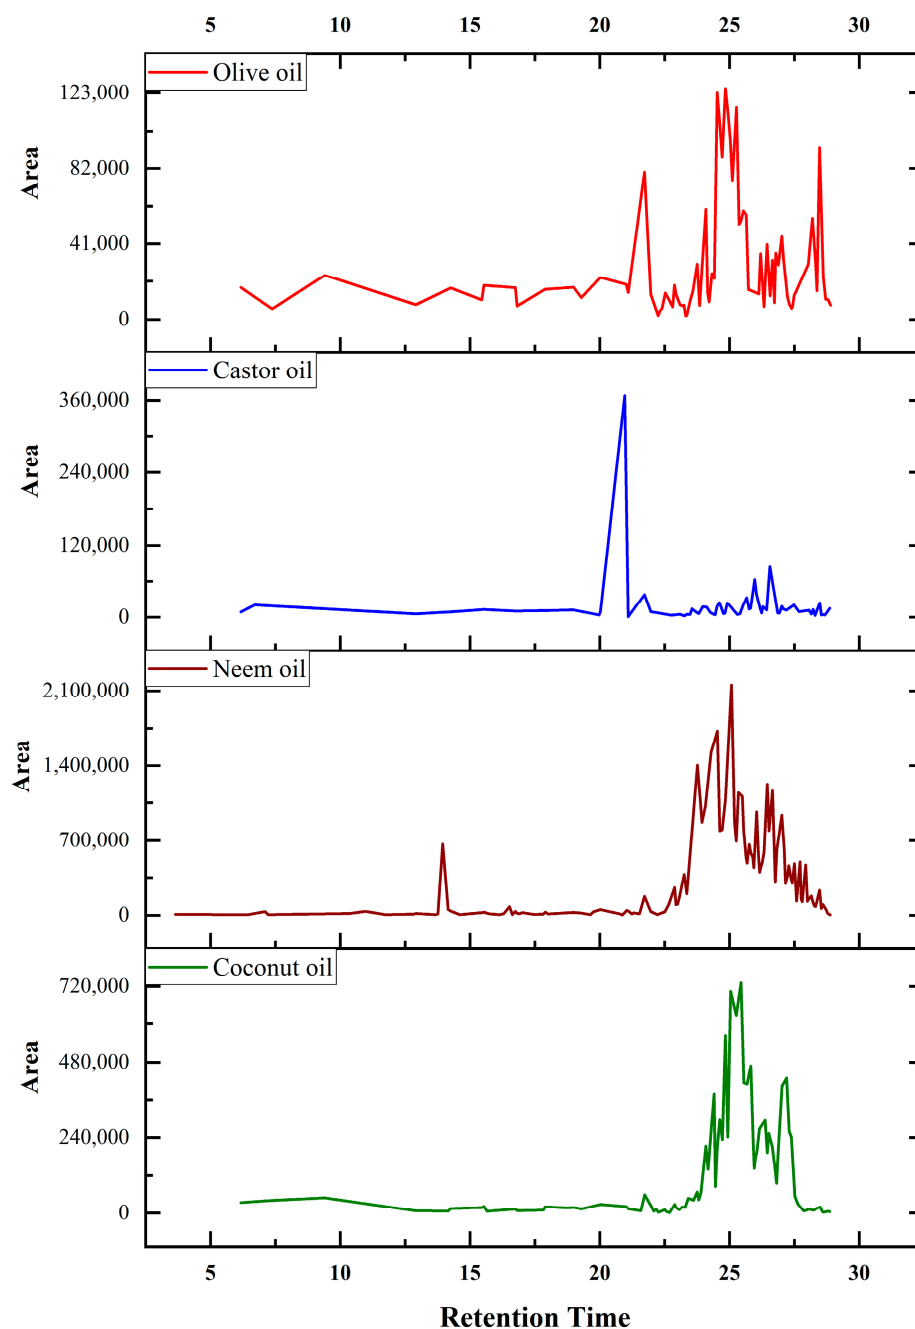 5 10 15 20 25 30
Olive oil
123,000
82,000
41,000
0
Area
Castor oil
360,000
240,000
120,000
0
Area
Neem oil
2,100,000
1,400,000
700,000
0
Area
Coconut oil
720,000
480,000
240,000
0
Area
5 10 15 20 25 30
Retention Time